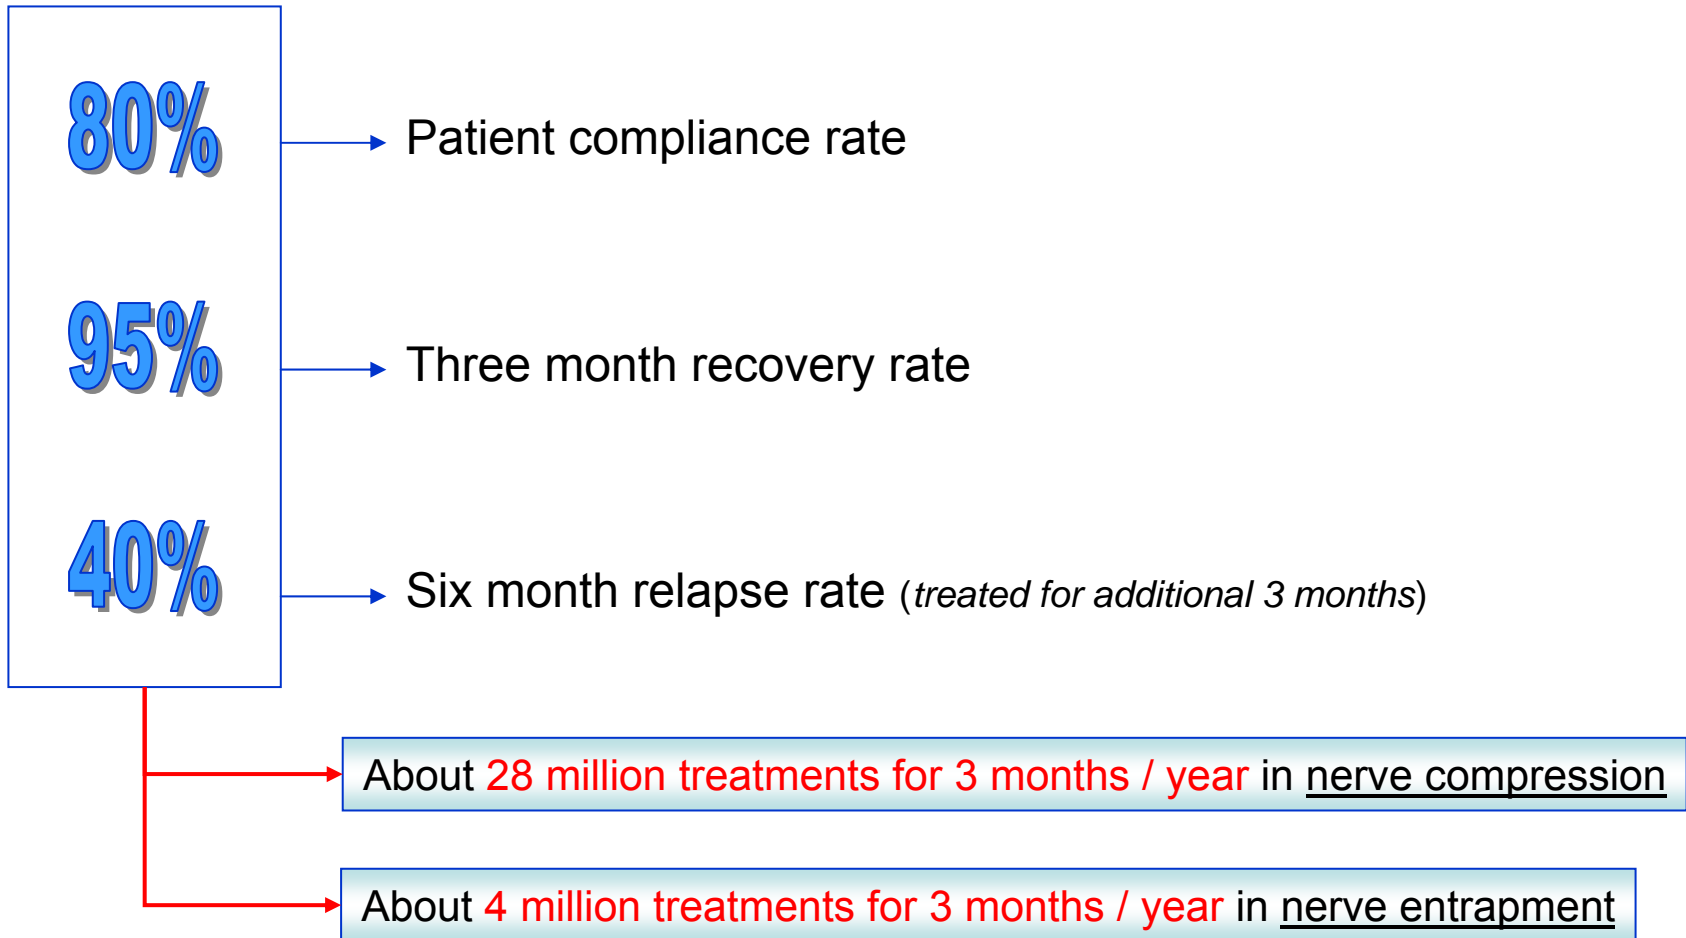 80%
Patient compliance rate
95%
Three month recovery rate
40%
Six month relapse rate (treated for additional 3 months)
About 28 million treatments for 3 months / year in nerve compression
About 4 million treatments for 3 months / year in nerve entrapment